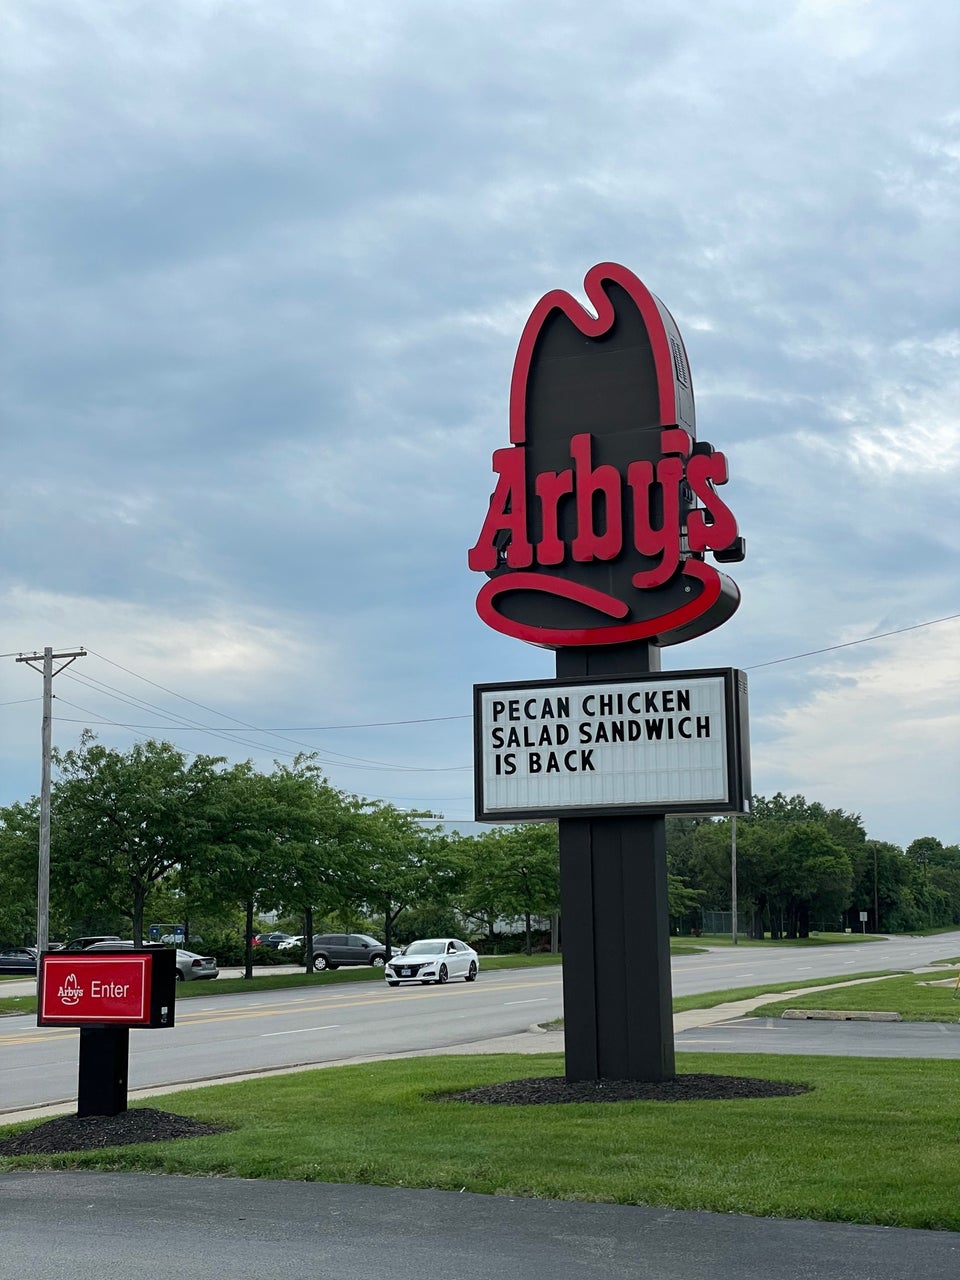 Arby's
PECAN CHICKEN
SALAD SANDWICH
IS BACK
Arby's Enter